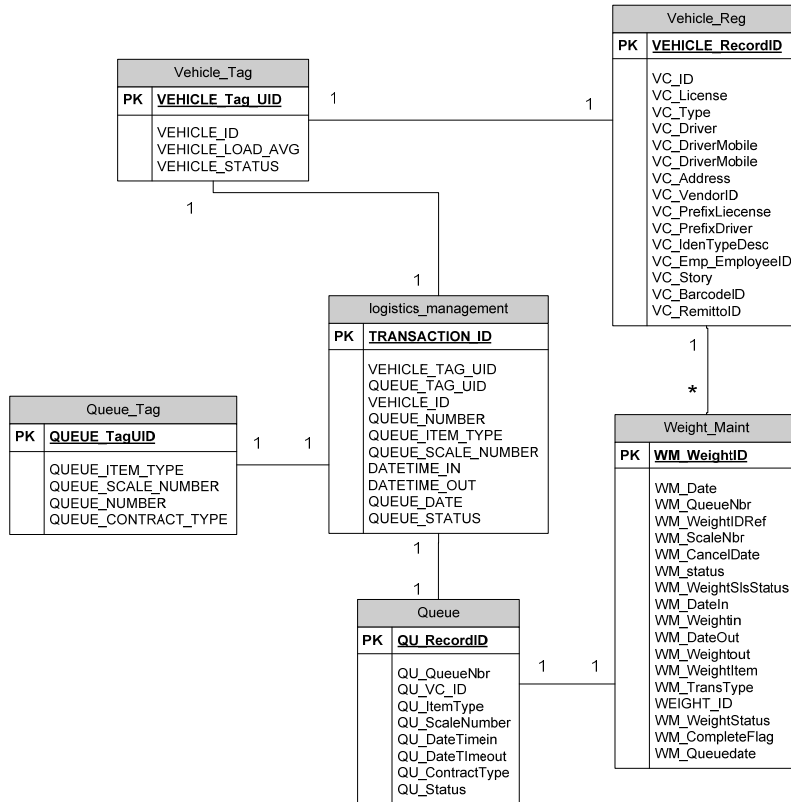 Vehicle_Reg
PK VEHICLE_RecordID
VC_ID
VC_License
VC_Type
VC_Driver
VC_DriverMobile
VC_DriverMobile
VC_Address
VC_VendorID
VC_PrefixLiecense
VC_PrefixDriver
VC_IdenTypeDesc
VC_Emp_EmployeeID
VC_Story
VC_BarcodeID
VC_RemittoID
Vehicle_Tag
PK VEHICLE_Tag_UID
VEHICLE_ID
VEHICLE_LOAD_AVG
VEHICLE_STATUS
1
1
1
1
logistics_management
PK TRANSACTION_ID
VEHICLE_TAG_UID
QUEUE_TAG_UID
VEHICLE_ID
QUEUE_NUMBER
QUEUE_ITEM_TYPE
QUEUE_SCALE_NUMBER
DATETIME_IN
DATETIME_OUT
QUEUE_DATE
QUEUE_STATUS
1
*
Queue_Tag
PK QUEUE_TagUID
QUEUE_ITEM_TYPE
QUEUE_SCALE_NUMBER
QUEUE_NUMBER
QUEUE_CONTRACT_TYPE
1
1
Weight_Maint
PK WM_WeightID
WM_Date
WM_QueueNbr
WM_WeightIDRef
WM_ScaleNbr
WM_CancelDate
WM_status
WM_WeightSlsStatus
WM_DateIn
WM_Weightin
WM_DateOut
WM_Weightout
WM_WeightItem
WM_TransType
WEIGHT_ID
WM_WeightStatus
WM_CompleteFlag
WM_Queuedate
1
1
Queue
PK QU_RecordID
QU_QueueNbr
QU_VC_ID
QU_ItemType
QU_ScaleNumber
QU_DateTimein
QU_DateTImeout
QU_ContractType
QU_Status
1
1